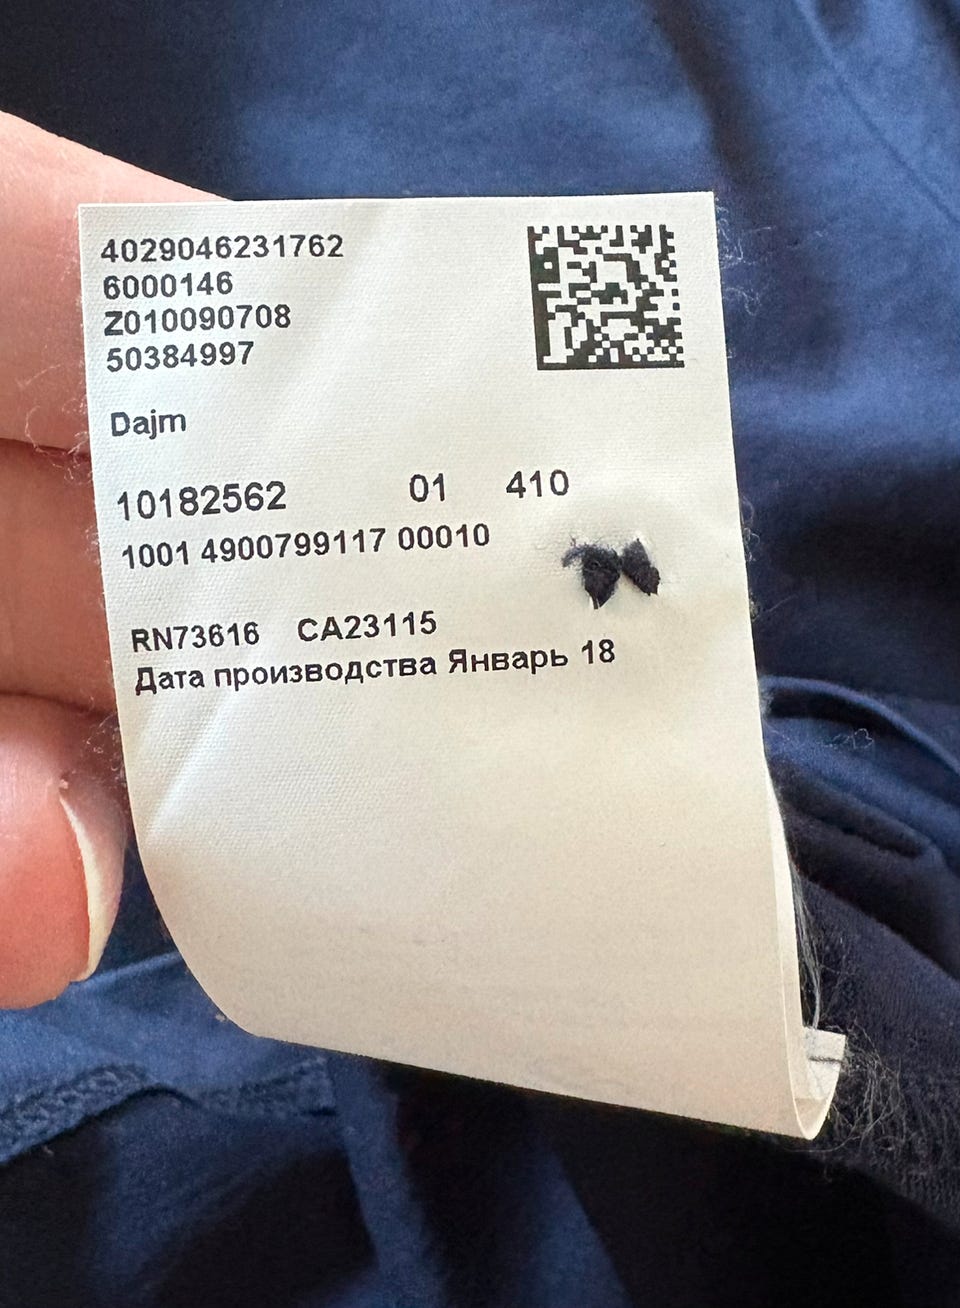 4029046231762
6000146
Z010090708
50384997
Dajm
10182562 01 410
1001 4900799117 00010
RN73616 CA23115
Дата производства Январь 18